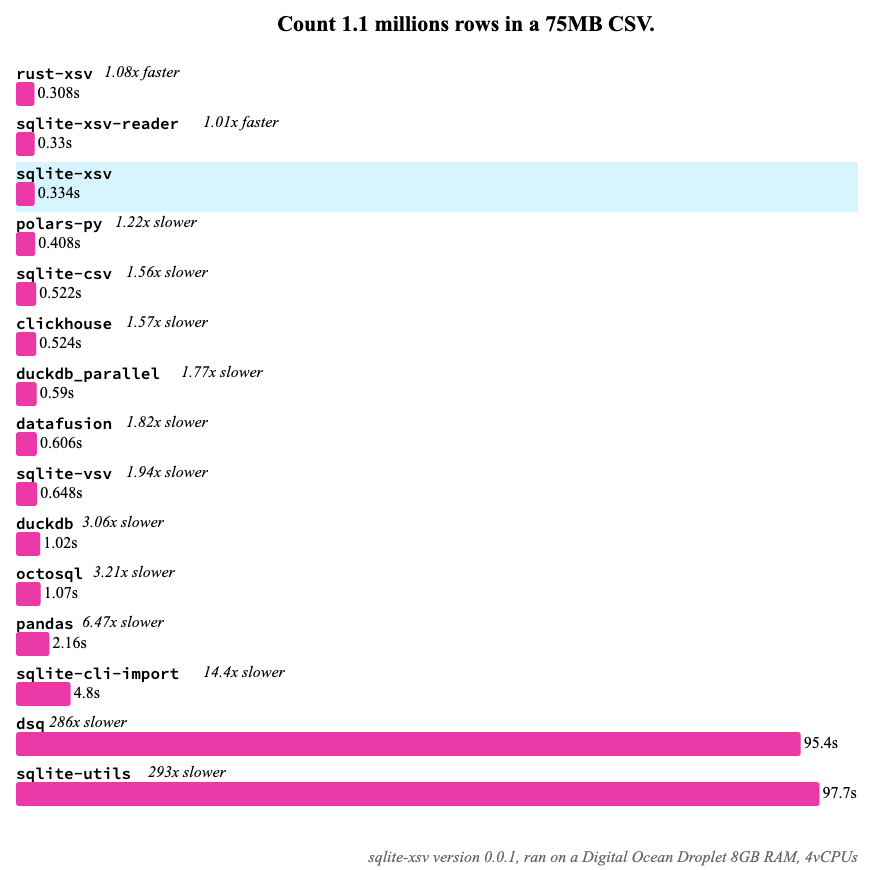 Count 1.1 millions rows in a 75MB CSV.
rust-xsv 1.08x faster
0.308s
sqlite-xsv-reader 1.01x faster
0.33s
sqlite-xsv
0.334s
polars-py 1.22x slower
0.408s
sqlite-csv 1.56x slower
0.522s
clickhouse 1.57x slower
0.524s
duckdb_parallel 1.77x slower
0.59s
datafusion 1.82x slower
0.606s
sqlite-vsv 1.94x slower
0.648s
duckdb 3.06x slower
1.02s
octosql 3.21x slower
1.07s
pandas 6.47x slower
2.16s
sqlite-cli-import 14.4x slower
4.8s
dsq 286x slower
95.4s
sqlite-utils 293x slower
97.7s
sqlite-xsv version 0.0.1, ran on a Digital Ocean Droplet 8GB RAM, 4vCPUs